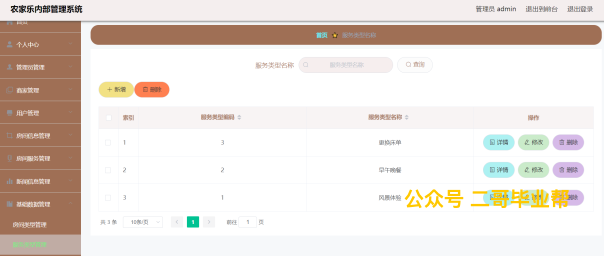 农家乐内部管理系统
管理员 admin 退出到前台 退出登录
首页
个人中心
管理员管理
商家管理
用户管理
房间信息管理
房间服务管理
新闻信息管理
基础数据管理
房间类型管理
服务类型管理
首页 服务类型名称
服务类型名称 服务类型名称 查询
+ 新增 删除
索引 服务类型编码 服务类型名称 操作
1 3 更换床单 详情 修改 删除
2 2 早午晚餐 详情 修改 删除
3 1 风景体验 详情 修改 删除
公众号 二哥毕业帮
共 3 条 10条/页 1 前往 1 页